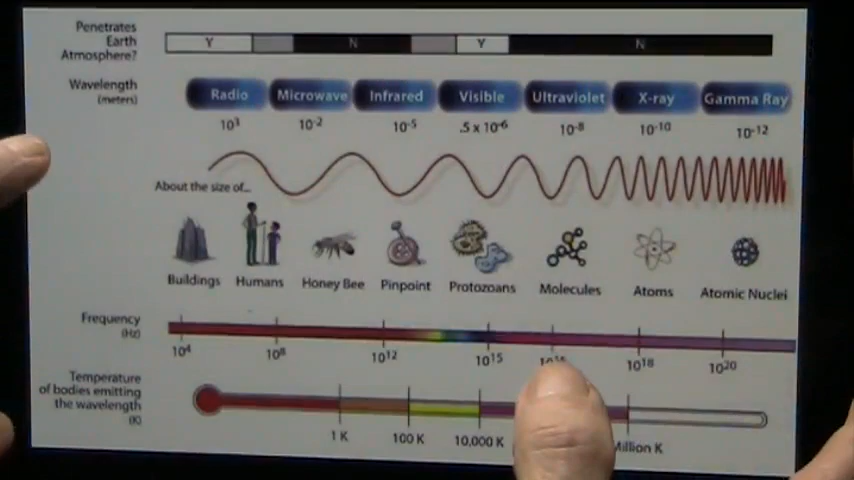 Penetrates
Earth
Atmosphere?
Y N Y N
Wavelength
(meters)
Radio Microwave Infrared Visible Ultraviolet X-ray Gamma Ray
10³ 10⁻² 10⁻⁵ .5 x 10⁻⁶ 10⁻⁸ 10⁻¹⁰ 10⁻¹²
About the size of...
Buildings Humans Honey Bee Pinpoint Protozoans Molecules Atoms Atomic Nuclei
Frequency
(Hz)
10⁴ 10⁸ 10¹² 10¹⁵ 10¹⁶ 10¹⁸ 10²⁰
Temperature
of bodies emitting
the wavelength
(K)
1 K 100 K 10,000 K Million K